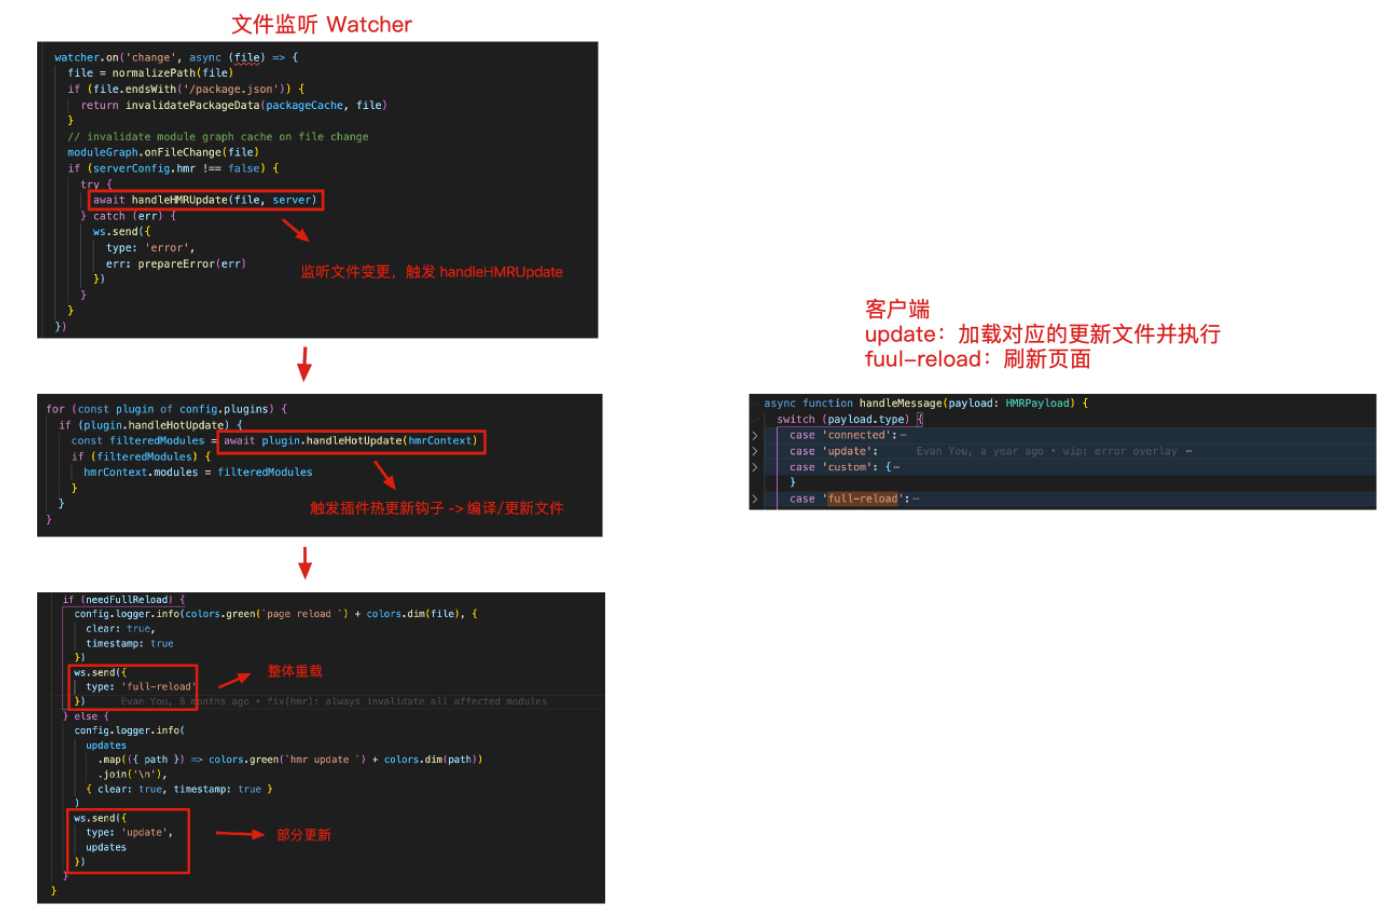 文件监听 Watcher
watcher.on('change', async (file) => {
file = normalizePath(file)
if (file.endsWith('/package.json')) {
return invalidatePackageData(packageCache, file)
}
// invalidate module graph cache on file change
moduleGraph.onFileChange(file)
if (serverConfig.hmr !== false) {
try {
await handleHMRUpdate(file, server)
} catch (err) {
ws.send({
type: 'error',
err: prepareError(err)
})
}
}
})
监听文件变更，触发 handleHMRUpdate
for (const plugin of config.plugins) {
if (plugin.handleHotUpdate) {
const filteredModules = await plugin.handleHotUpdate(hmrContext)
if (filteredModules) {
hmrContext.modules = filteredModules
}
}
}
触发插件热更新钩子 -> 编译/更新文件
if (needFullReload) {
config.logger.info(colors.green(`page reload `) + colors.dim(file), {
clear: true,
timestamp: true
})
ws.send({
type: 'full-reload'
}) Evan You, 8 months ago • fix(hmr): always invalidate all affected modules
整体重载
} else {
config.logger.info(
updates
.map(({ path }) => colors.green(`hmr update `) + colors.dim(path))
.join('\n'),
{ clear: true, timestamp: true }
)
ws.send({
type: 'update',
updates
})
部分更新
}
}
客户端
update：加载对应的更新文件并执行
fuul-reload：刷新页面
async function handleMessage(payload: HMRPayload) {
switch (payload.type) {
case 'connected':⋯
case 'update': Evan You, a year ago • wip: error overlay ⋯
case 'custom': {⋯
}
case 'full-reload':⋯